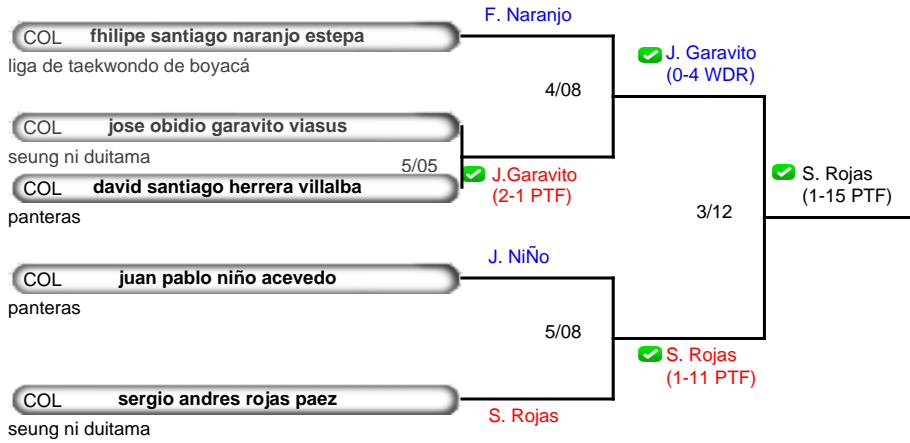 F. Naranjo
COL fhilipe santiago naranjo estepa
liga de taekwondo de boyacá
J. Garavito
(0-4 WDR)
4/08
COL jose obidio garavito viasus
seung ni duitama
5/05
COL david santiago herrera villalba
panteras
J.Garavito
(2-1 PTF)
S. Rojas
(1-15 PTF)
3/12
J. NiÑo
COL juan pablo niño acevedo
panteras
5/08
S. Rojas
(1-11 PTF)
COL sergio andres rojas paez
seung ni duitama
S. Rojas